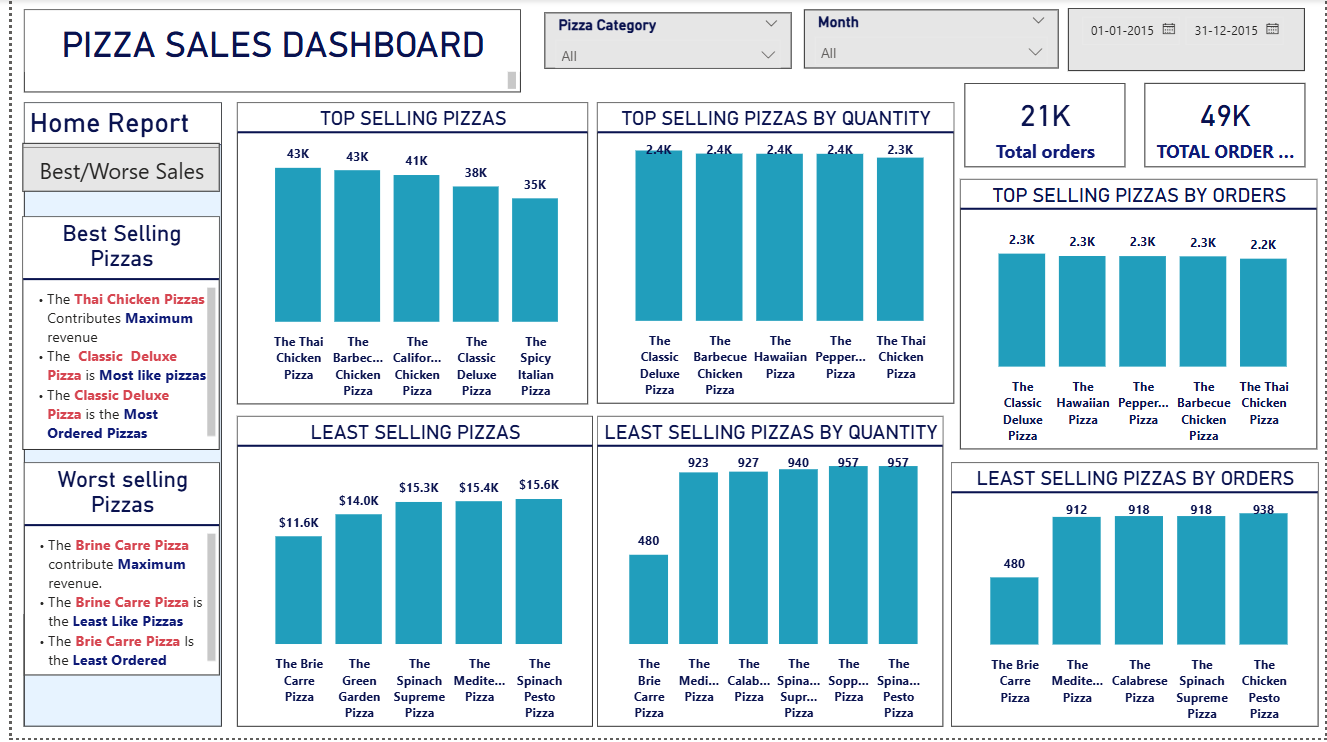 PIZZA SALES DASHBOARD
Pizza Category
All
Month
All
01-01-2015
31-12-2015
Home Report
Best/Worse Sales
Best Selling
Pizzas
• The Thai Chicken Pizzas
Contributes Maximum
revenue
• The Classic Deluxe
Pizza is Most like pizzas
• The Classic Deluxe
Pizza is the Most
Ordered Pizzas
Worst selling
Pizzas
• The Brine Carre Pizza
contribute Maximum
revenue.
• The Brine Carre Pizza is
the Least Like Pizzas
• The Brie Carre Pizza Is
the Least Ordered
TOP SELLING PIZZAS
43K
43K
41K
38K
35K
The Thai
Chicken
Pizza
The
Barbec...
Chicken
Pizza
The
Califor...
Chicken
Pizza
The
Classic
Deluxe
Pizza
The
Spicy
Italian
Pizza
TOP SELLING PIZZAS BY QUANTITY
2.4K
2.4K
2.4K
2.4K
2.3K
The
Classic
Deluxe
Pizza
The
Barbecue
Chicken
Pizza
The
Hawaiian
Pizza
The
Pepper...
Pizza
The Thai
Chicken
Pizza
21K
Total orders
49K
TOTAL ORDER ...
TOP SELLING PIZZAS BY ORDERS
2.3K
2.3K
2.3K
2.3K
2.2K
The
Classic
Deluxe
Pizza
The
Hawaiian
Pizza
The
Pepper...
Pizza
The
Barbecue
Chicken
Pizza
The Thai
Chicken
Pizza
LEAST SELLING PIZZAS
$11.6K
$14.0K
$15.3K
$15.4K
$15.6K
The Brie
Carre
Pizza
The
Green
Garden
Pizza
The
Spinach
Supreme
Pizza
The
Medite...
Pizza
The
Spinach
Pesto
Pizza
LEAST SELLING PIZZAS BY QUANTITY
480
923
927
940
957
957
The
Brie
Carre
Pizza
The
Medi...
Pizza
The
Calab...
Pizza
The
Spina...
Supr...
Pizza
The
Sopp...
Pizza
The
Spina...
Pesto
Pizza
LEAST SELLING PIZZAS BY ORDERS
480
912
918
918
938
The Brie
Carre
Pizza
The
Medite...
Pizza
The
Calabrese
Pizza
The
Spinach
Supreme
Pizza
The
Chicken
Pesto
Pizza